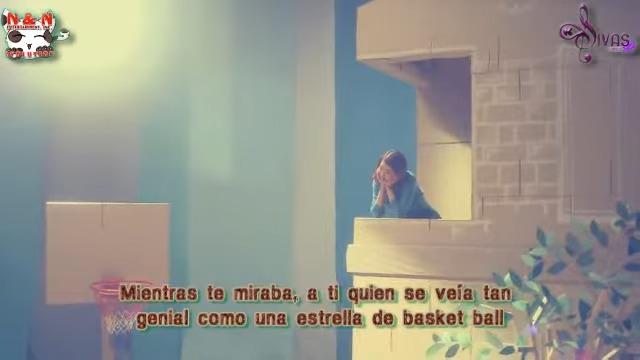 N & N
DIVAS
Mientras te miraba, a ti quien se veía tan
genial como una estrella de basket ball